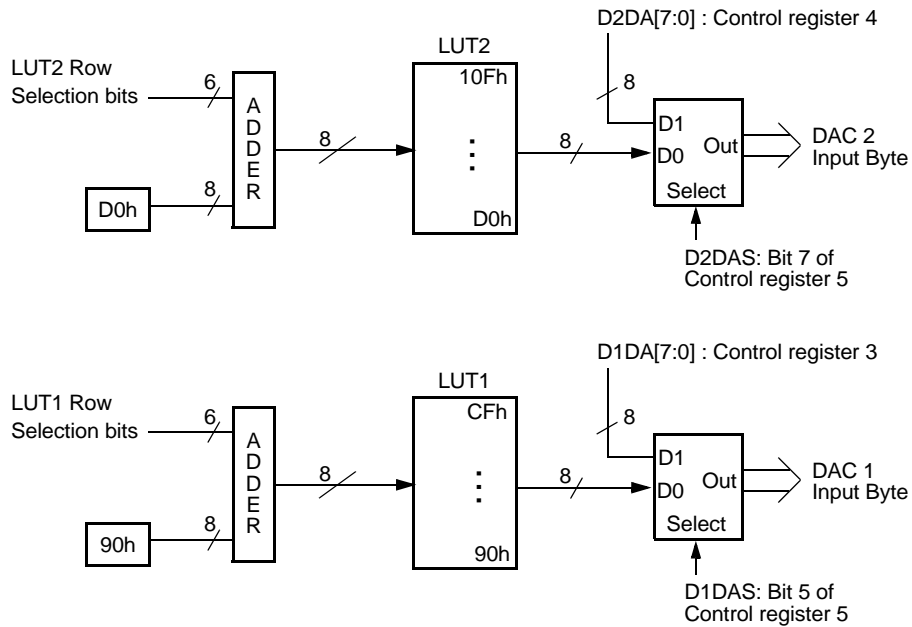 D2DA[7:0] : Control register 4
LUT2
LUT2 Row
Selection bits
6
A
D
D
E
R
8
D0h
8
10Fh
⋮
D0h
8
8
D1
D0
Out
Select
DAC 2
Input Byte
D2DAS: Bit 7 of
Control register 5
D1DA[7:0] : Control register 3
LUT1
LUT1 Row
Selection bits
6
A
D
D
E
R
8
90h
8
CFh
⋮
90h
8
8
D1
D0
Out
Select
DAC 1
Input Byte
D1DAS: Bit 5 of
Control register 5